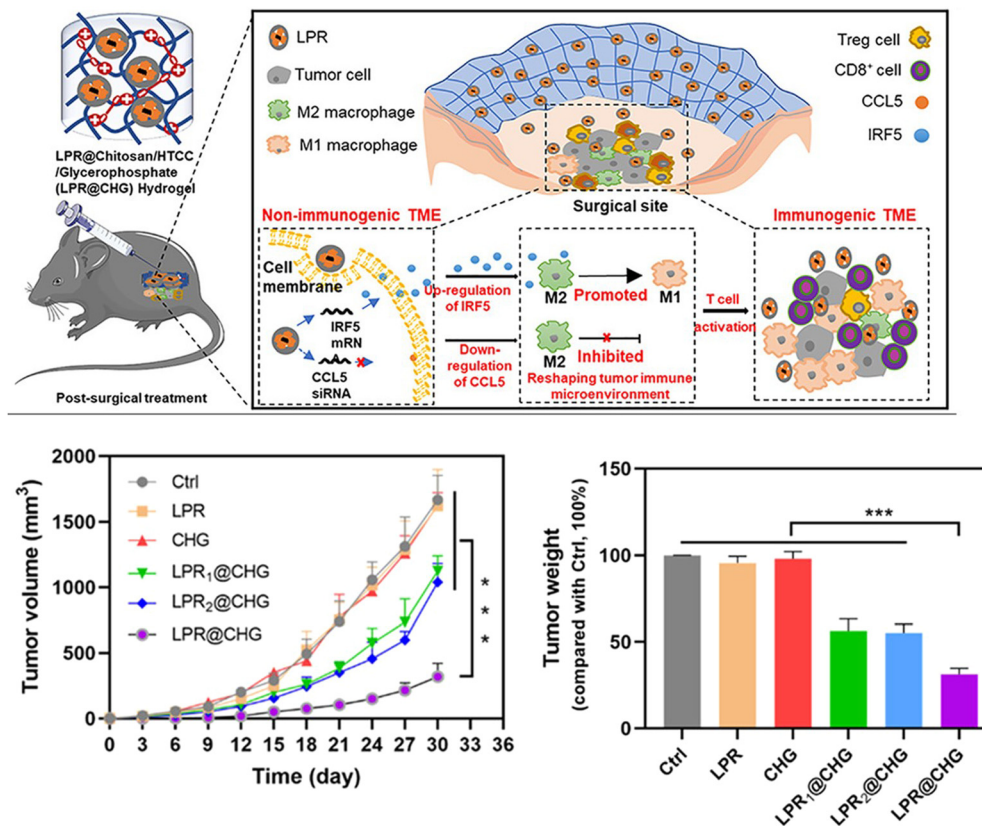 LPR@Chitosan/HTCC
/Glycerophosphate
(LPR@CHG) Hydrogel
Post-surgical treatment
LPR
Tumor cell
M2 macrophage
M1 macrophage
Treg cell
CD8⁺ cell
CCL5
IRF5
Surgical site
Non-immunogenic TME
Immunogenic TME
Cell
membrane
IRF5
mRN
CCL5
siRNA
Up-regulation
of IRF5
Down-
regulation
of CCL5
M2
Promoted
M1
M2
Inhibited
Reshaping tumor immune
microenvironment
T cell
activation
Tumor volume (mm³)
2000
1500
1000
500
0
Ctrl
LPR
CHG
LPR₁@CHG
LPR₂@CHG
LPR@CHG
***
0 3 6 9 12 15 18 21 24 27 30 33 36
Time (day)
Tumor weight
(compared with Ctrl, 100%)
150
100
50
0
***
Ctrl
LPR
CHG
LPR₁@CHG
LPR₂@CHG
LPR@CHG